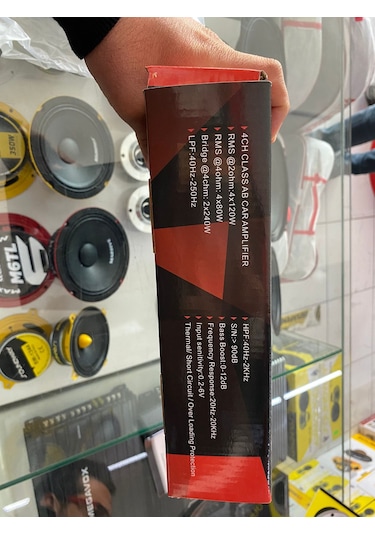 4CH CLASS AB CAR AMPLIFIER
RMS @2ohm: 4x120W
RMS @4ohm: 4x80W
Bridge @4ohm: 2x240W
LPF:40Hz-250Hz
HPF:40Hz-2KHz
S/N:> 90dB
Bass Boost:0-12dB
Frequency Response:20Hz-20KHz
Input senitivity:0.2-6V
Thermal/ Short Circuit / Over Loading Protection
MEGAVOX